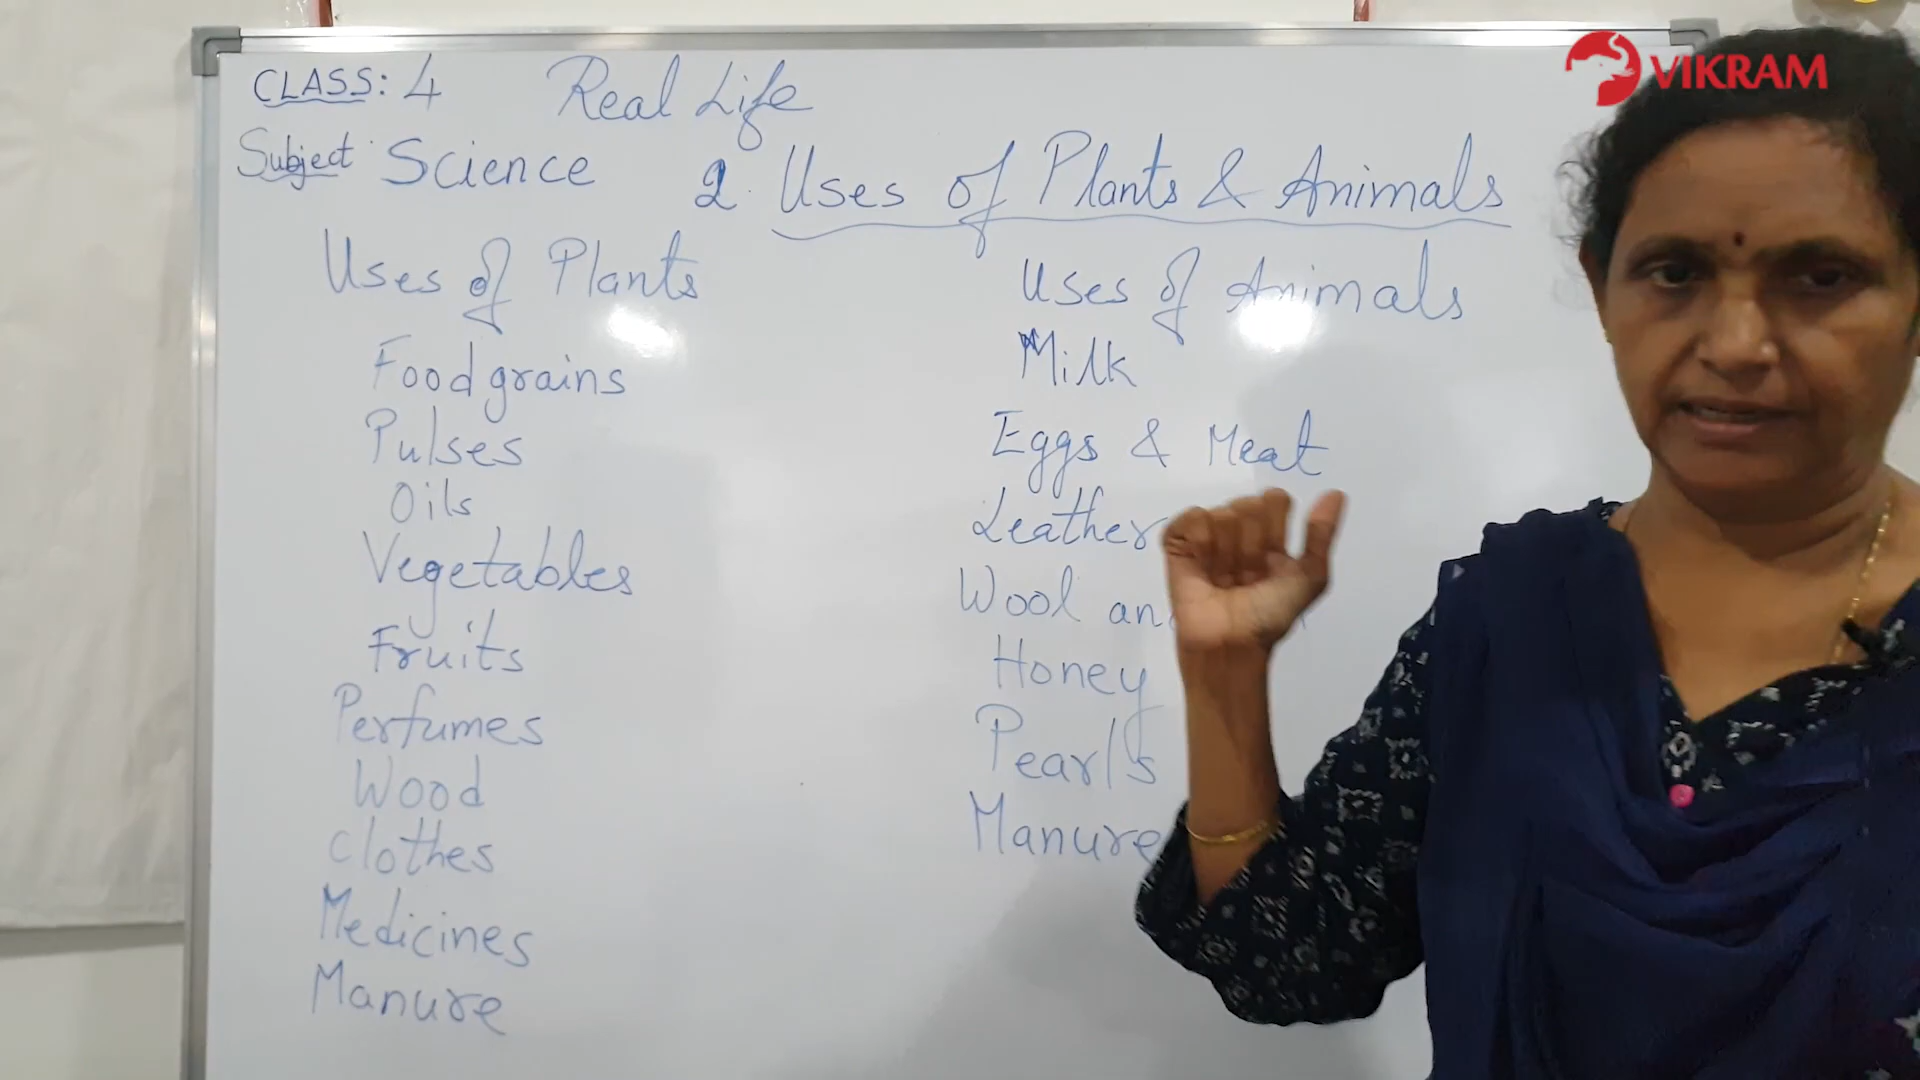 VIKRAM
CLASS: 4
Real Life
Subject: Science
2. Uses of Plants & Animals
Uses of Plants
Food grains
Pulses
Oils
Vegetables
Fruits
Perfumes
Wood
Clothes
Medicines
Manure
Uses of Animals
Milk
Eggs & Meat
Leather
Wool
Honey
Pearls
Manure